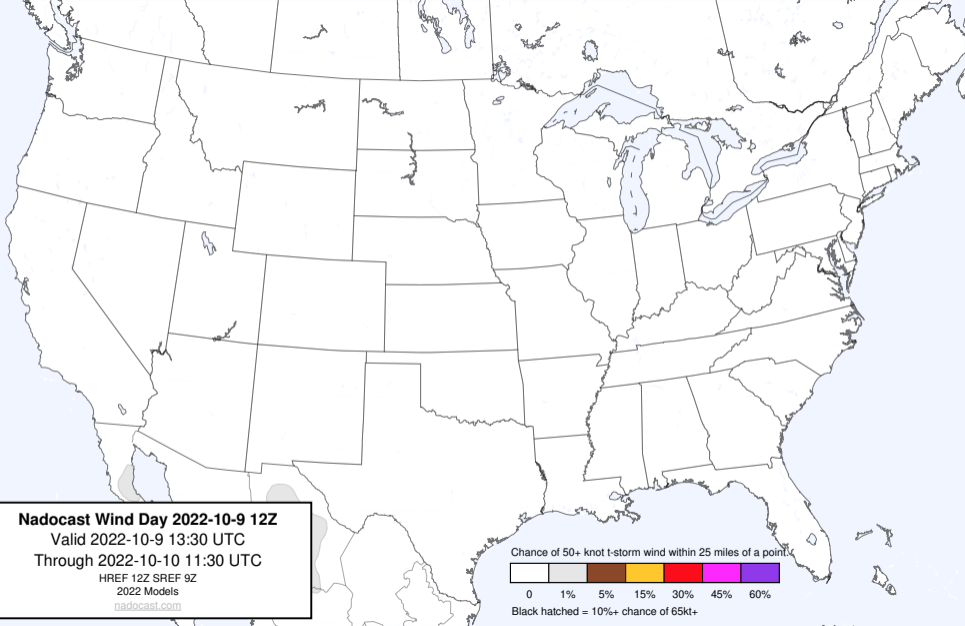 Nadocast Wind Day 2022-10-9 12Z
Valid 2022-10-9 13:30 UTC
Through 2022-10-10 11:30 UTC
HREF 12Z SREF 9Z
2022 Models
nadocast.com
Chance of 50+ knot t-storm wind within 25 miles of a point.
0 1% 5% 15% 30% 45% 60%
Black hatched = 10%+ chance of 65kt+